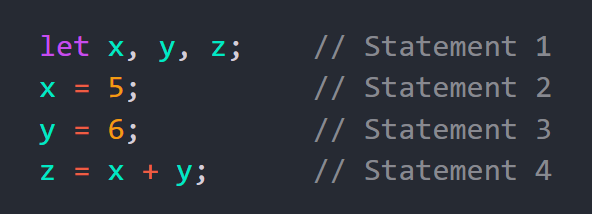 let x, y, z;    // Statement 1
x = 5;          // Statement 2
y = 6;          // Statement 3
z = x + y;      // Statement 4